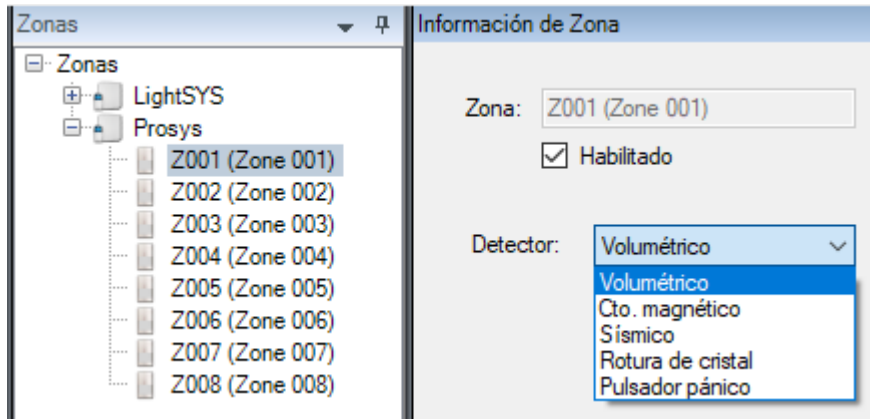 Zonas
Zonas
LightSYS
Prosys
Z001 (Zone 001)
Z002 (Zone 002)
Z003 (Zone 003)
Z004 (Zone 004)
Z005 (Zone 005)
Z006 (Zone 006)
Z007 (Zone 007)
Z008 (Zone 008)
Información de Zona
Zona: Z001 (Zone 001)
Habilitado
Detector: Volumétrico
Volumétrico
Cto. magnético
Sísmico
Rotura de cristal
Pulsador pánico